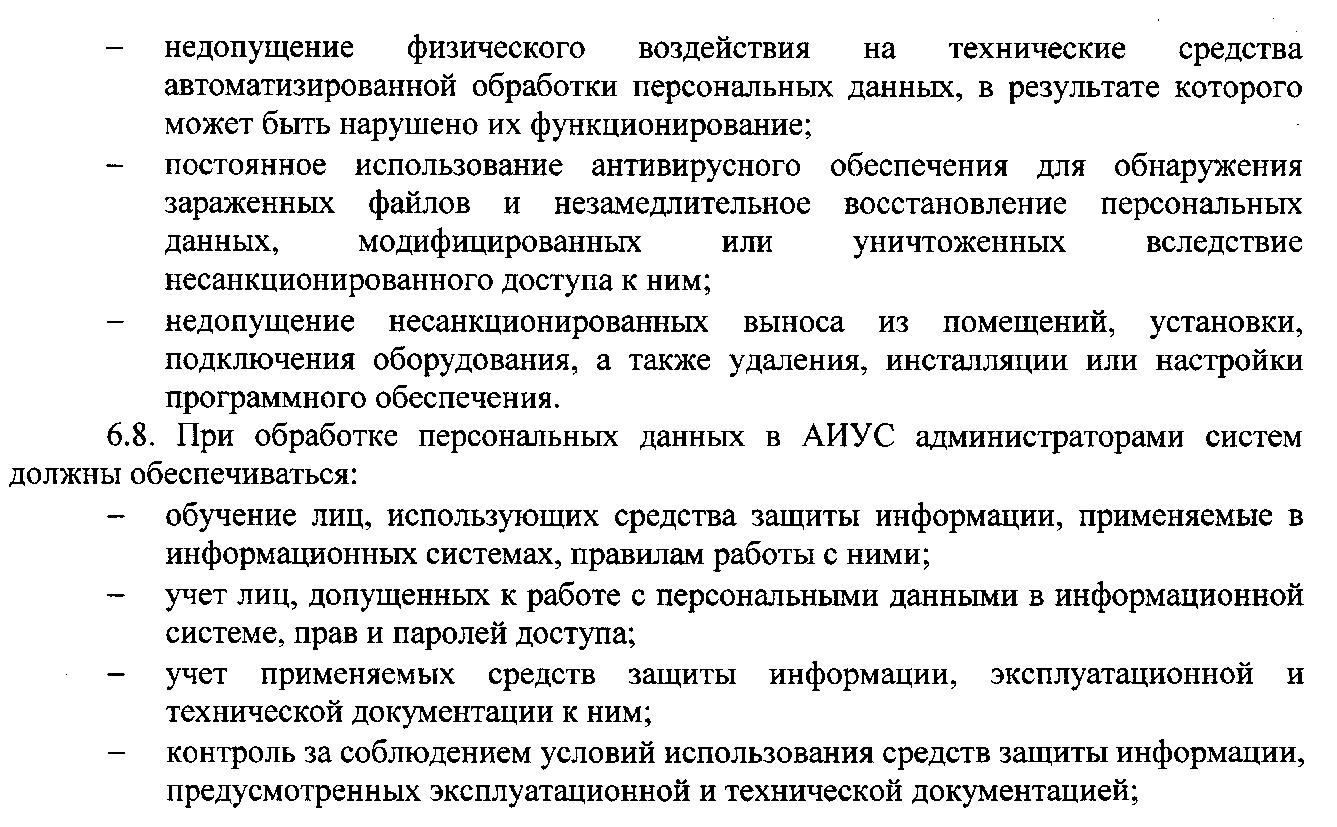 – недопущение физического воздействия на технические средства
автоматизированной обработки персональных данных, в результате которого
может быть нарушено их функционирование;
– постоянное использование антивирусного обеспечения для обнаружения
зараженных файлов и незамедлительное восстановление персональных
данных, модифицированных или уничтоженных вследствие
несанкционированного доступа к ним;
– недопущение несанкционированных выноса из помещений, установки,
подключения оборудования, а также удаления, инсталляции или настройки
программного обеспечения.
6.8. При обработке персональных данных в АИУС администраторами систем
должны обеспечиваться:
– обучение лиц, использующих средства защиты информации, применяемые в
информационных системах, правилам работы с ними;
– учет лиц, допущенных к работе с персональными данными в информационной
системе, прав и паролей доступа;
– учет применяемых средств защиты информации, эксплуатационной и
технической документации к ним;
– контроль за соблюдением условий использования средств защиты информации,
предусмотренных эксплуатационной и технической документацией;